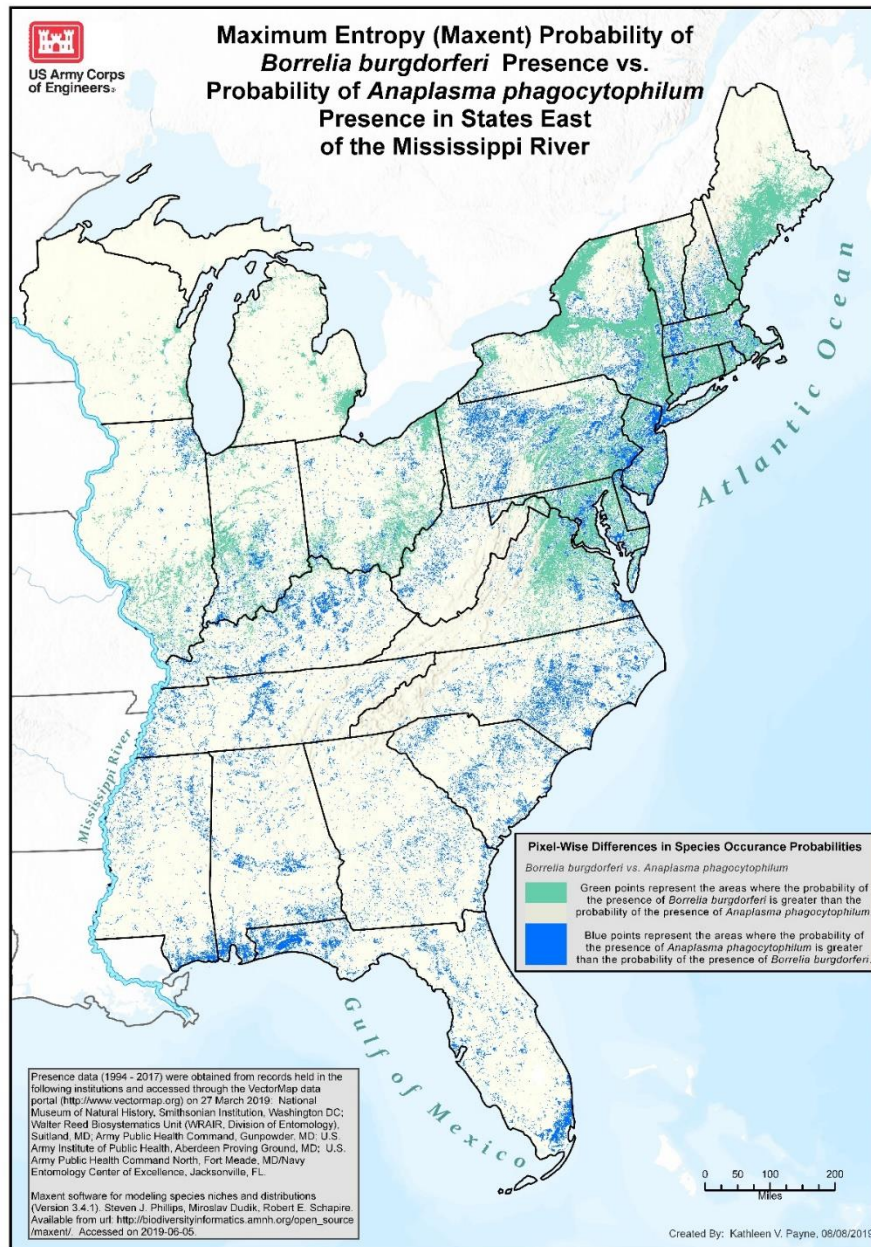 US Army Corps
of Engineers®
Maximum Entropy (Maxent) Probability of
Borrelia burgdorferi Presence vs.
Probability of Anaplasma phagocytophilum
Presence in States East
of the Mississippi River
Atlantic Ocean
Mississippi River
Gulf of Mexico
Pixel-Wise Differences in Species Occurance Probabilities
Borrelia burgdorferi vs. Anaplasma phagocytophilum
Green points represent the areas where the probability of
the presence of Borrelia burgdorferi is greater than the
probability of the presence of Anaplasma phagocytophilum
Blue points represent the areas where the probability of
the presence of Anaplasma phagocytophilum is greater
than the probability of the presence of Borrelia burgdorferi.
Presence data (1994 - 2017) were obtained from records held in the
following institutions and accessed through the VectorMap data
portal (http://www.vectormap.org) on 27 March 2019: National
Museum of Natural History, Smithsonian Institution, Washington DC;
Walter Reed Biosystematics Unit (WRAIR, Division of Entomology),
Suitland, MD; Army Public Health Command, Gunpowder, MD; U.S.
Army Institute of Public Health, Aberdeen Proving Ground, MD; U.S.
Army Public Health Command North, Fort Meade, MD/Navy
Entomology Center of Excellence, Jacksonville, FL.
Maxent software for modeling species niches and distributions
(Version 3.4.1). Steven J. Phillips, Miroslav Dudik, Robert E. Schapire.
Available from url: http://biodiversityinformatics.amnh.org/open_source
/maxent/. Accessed on 2019-06-05.
0 50 100 200
Miles
Created By: Kathleen V. Payne, 08/08/2019